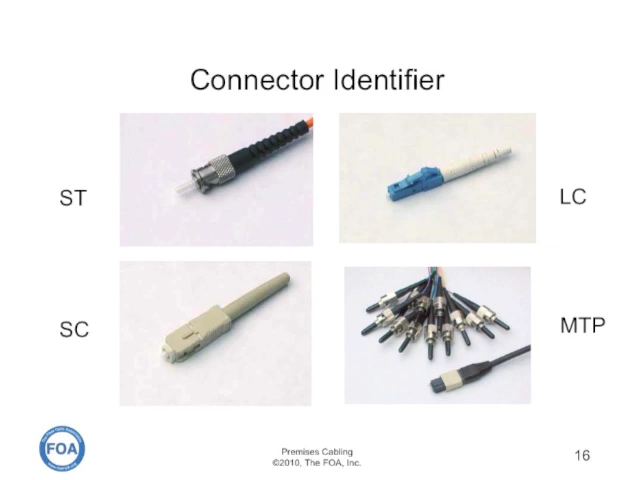 Connector Identifier
ST
LC
SC
MTP
FOA
Premises Cabling
©2010, The FOA, Inc.
16